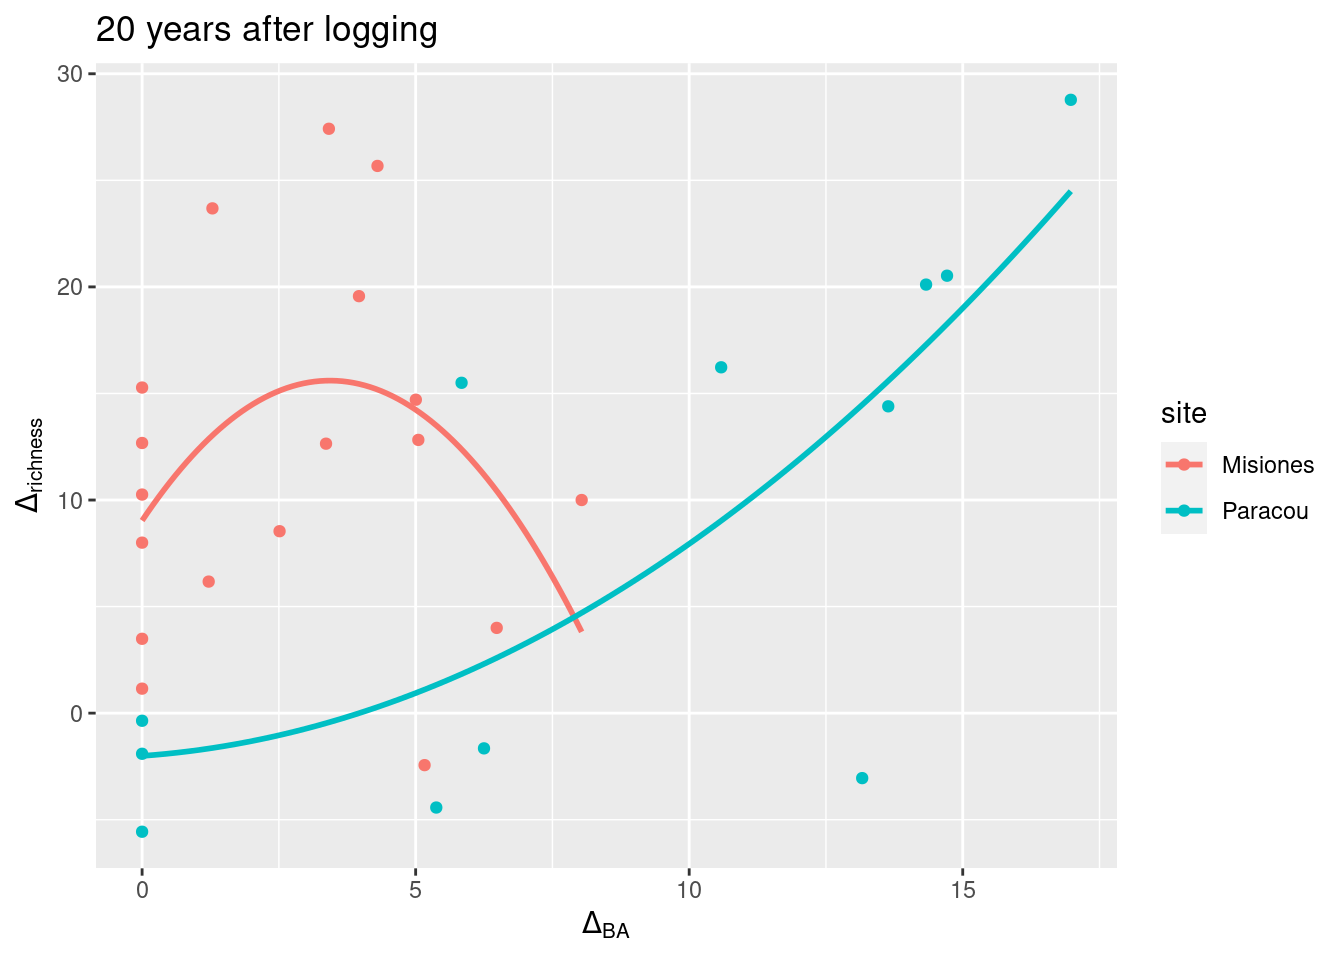 20 years after logging
30
20
10
0
Δrichness
0 5 10 15
ΔBA
site
Misiones
Paracou